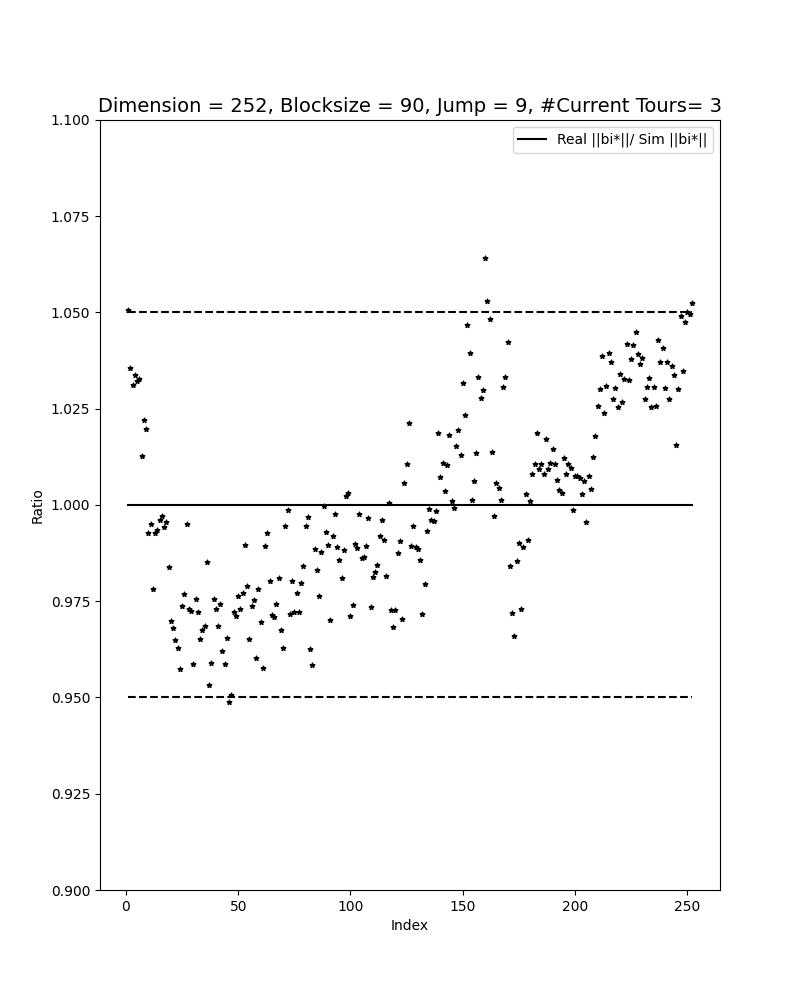 Dimension = 252, Blocksize = 90, Jump = 9, #Current Tours= 3
1.100
Real ||bi*||/ Sim ||bi*||
1.075
1.050
1.025
1.000
Ratio
0.975
0.950
0.925
0.900
0 50 100 150 200 250
Index